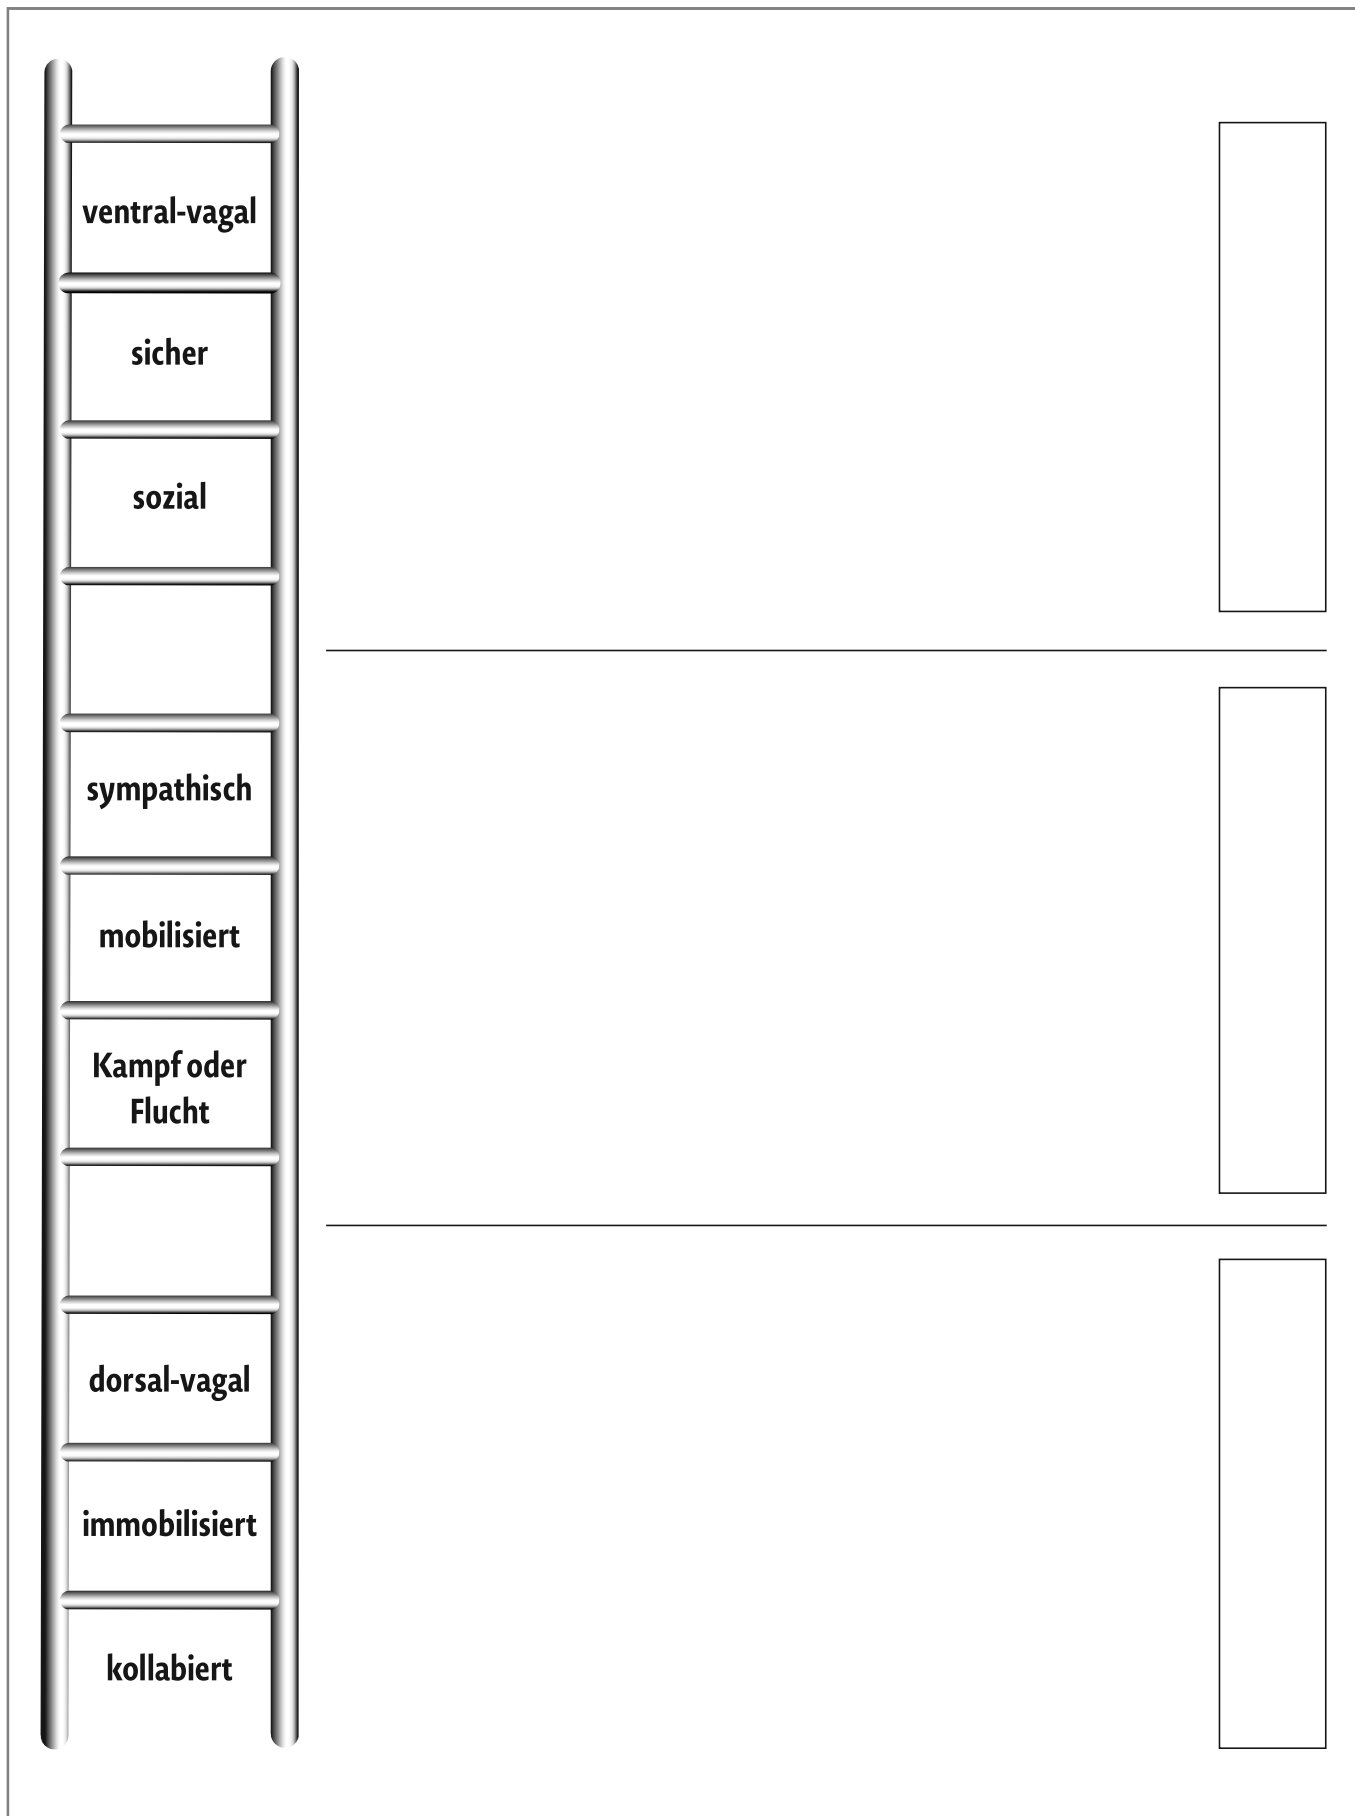 ventral-vagal
sicher
sozial
sympathisch
mobilisiert
Kampf oder
Flucht
dorsal-vagal
immobilisiert
kollabiert